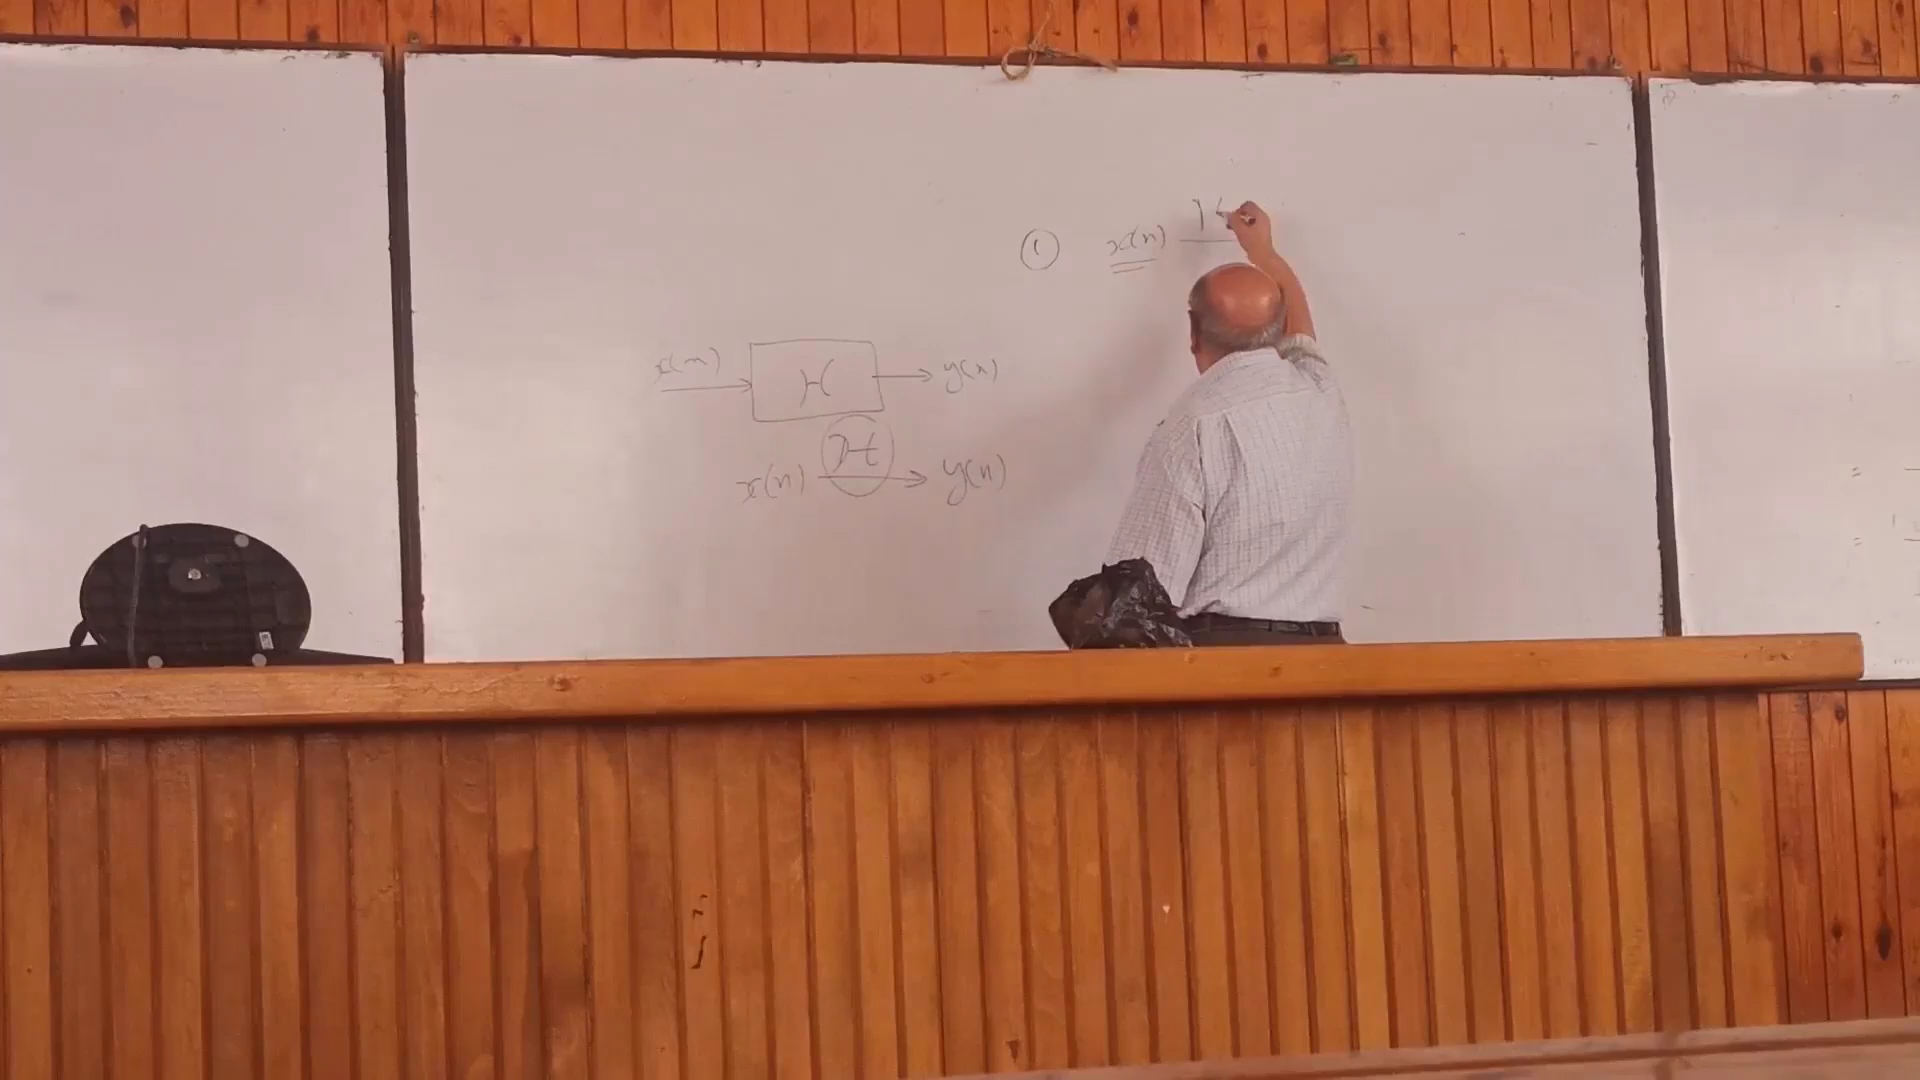 ① x(n) H
x(n) H y(n)
H
x(n) y(n)
=
=